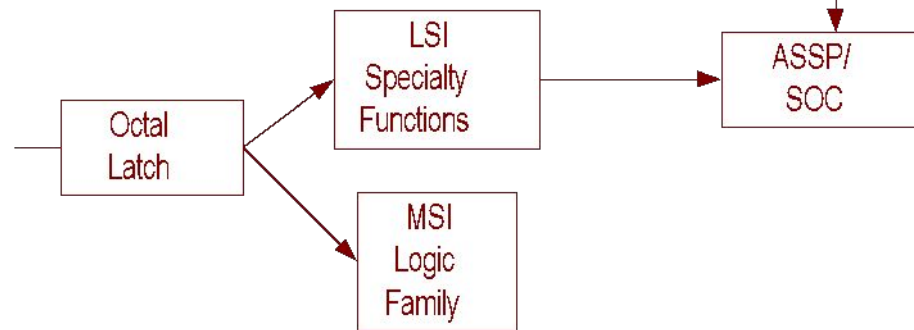 Octal
Latch
LSI
Specialty
Functions
MSI
Logic
Family
ASSP/
SOC